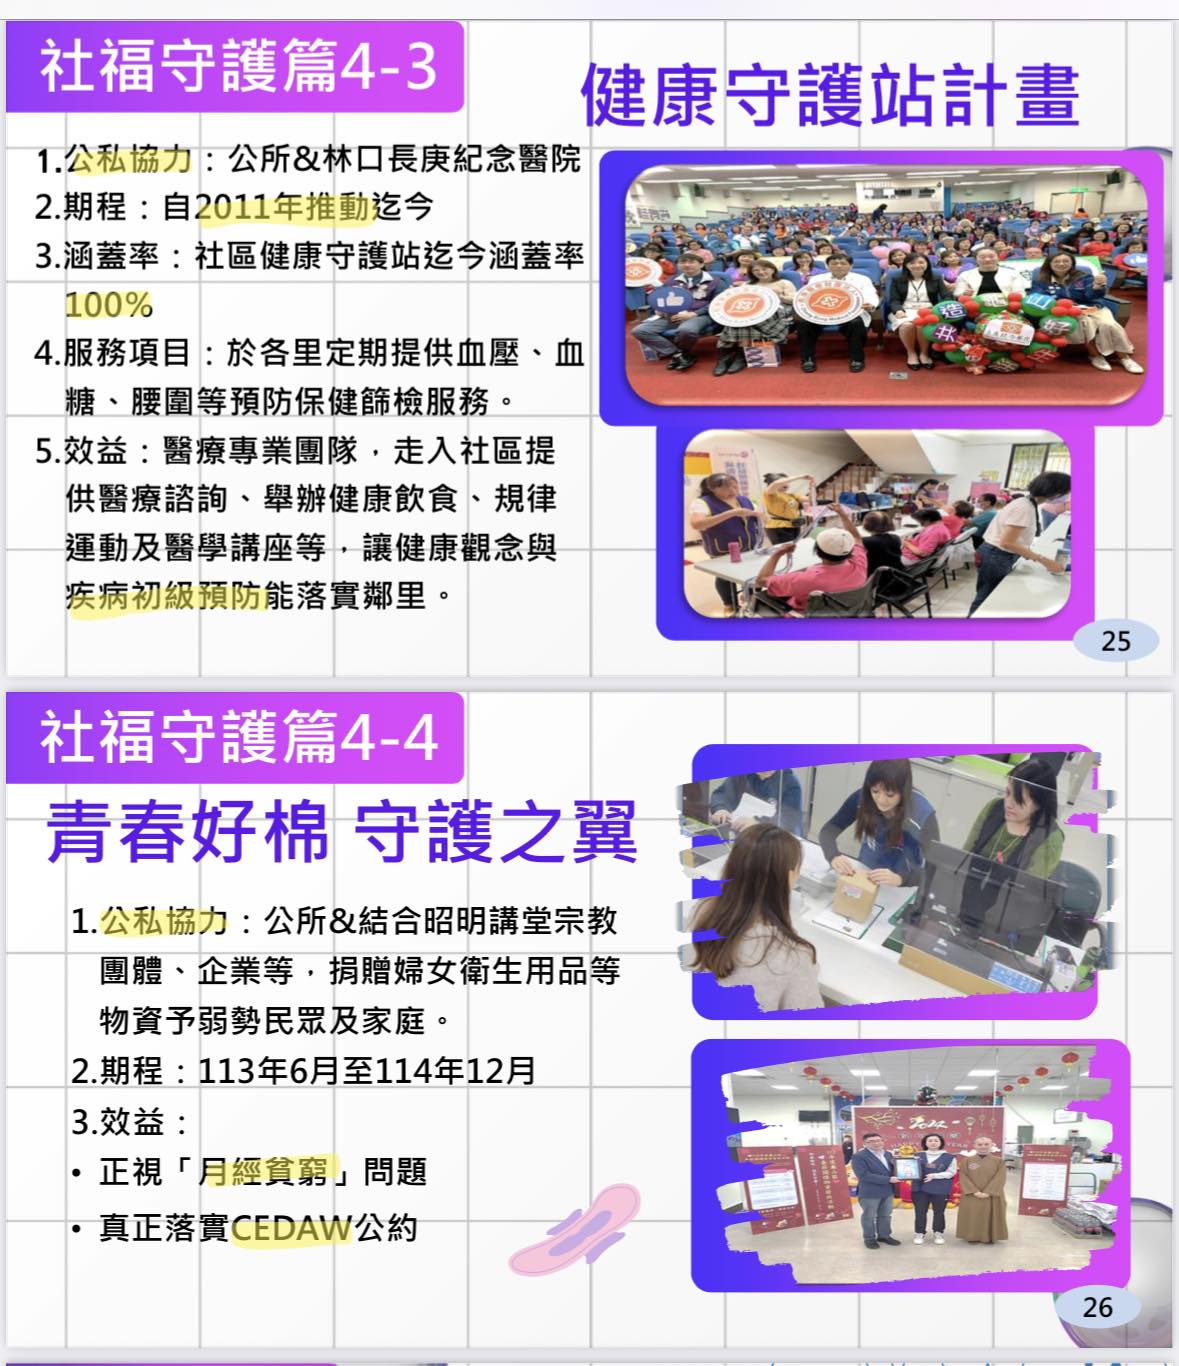 社福守護篇4-3
健康守護站計畫
1.公私協力：公所&林口長庚紀念醫院
2.期程：自2011年推動迄今
3.涵蓋率：社區健康守護站迄今涵蓋率
100%
4.服務項目：於各里定期提供血壓、血
糖、腰圍等預防保健篩檢服務。
5.效益：醫療專業團隊，走入社區提
供醫療諮詢、舉辦健康飲食、規律
運動及醫學講座等，讓健康觀念與
疾病初級預防能落實鄰里。
25
社福守護篇4-4
青春好棉 守護之翼
1.公私協力：公所&結合昭明講堂宗教
團體、企業等，捐贈婦女衛生用品等
物資予弱勢民眾及家庭。
2.期程：113年6月至114年12月
3.效益：
• 正視「月經貧窮」問題
• 真正落實CEDAW公約
26